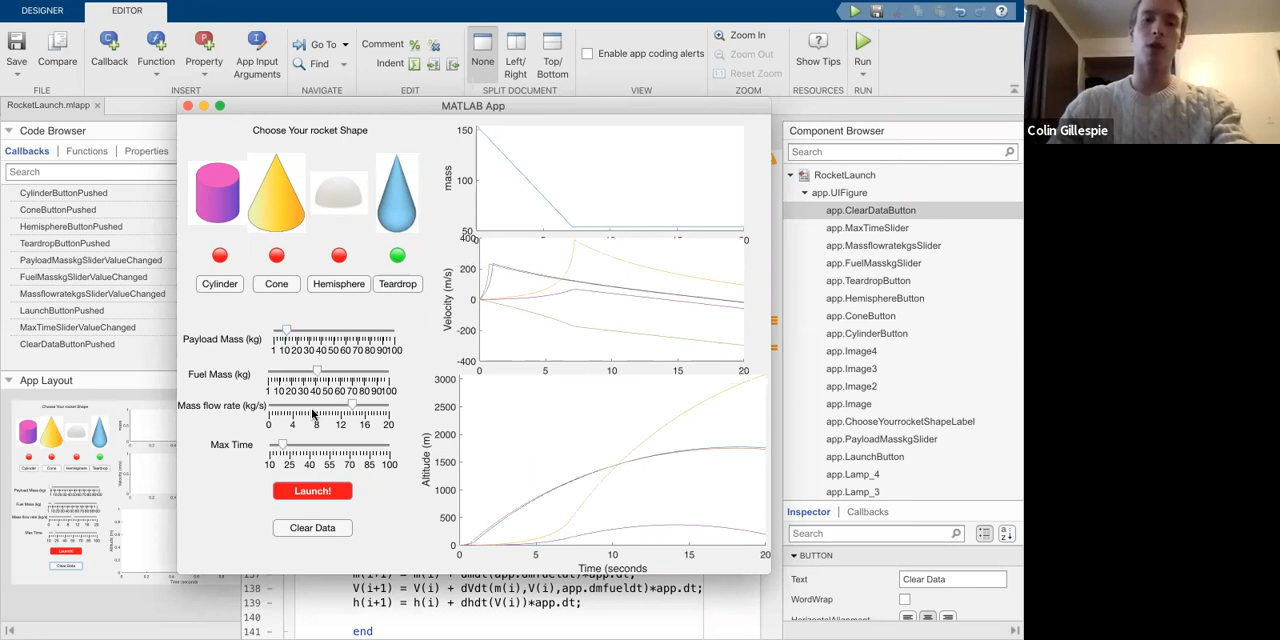 DESIGNER EDITOR
Save Compare Callback Function Property App Input Arguments Go To Find Comment Indent None Left/ Right Top/ Bottom Enable app coding alerts Zoom In Zoom Out Reset Zoom Show Tips Run
FILE INSERT NAVIGATE EDIT SPLIT DOCUMENT VIEW ZOOM RESOURCES RUN
RocketLaunch.mlapp
Code Browser
Callbacks Functions Properties
Search
CylinderButtonPushed
ConeButtonPushed
HemisphereButtonPushed
TeardropButtonPushed
PayloadMasskgSliderValueChanged
FuelMasskgSliderValueChanged
MassflowratekgsSliderValueChanged
LaunchButtonPushed
MaxTimeSliderValueChanged
ClearDataButtonPushed
App Layout
MATLAB App
Choose Your rocket Shape
Cylinder Cone Hemisphere Teardrop
Payload Mass (kg)
1 10 20 30 40 50 60 70 80 90100
Fuel Mass (kg)
1 10 20 30 40 50 60 70 80 90100
Mass flow rate (kg/s)
0 4 8 12 16 20
Max Time
10 25 40 55 70 85 100
Launch!
Clear Data
150
100
50
mass
400
200
0
-200
-400
Velocity (m/s)
0 5 10 15 20
3000
2500
2000
1500
1000
500
0
Altitude (m)
0 5 10 15 20
Time (seconds
138 V(i+1) = V(i) + dVdt(m(i),V(i),app.dmfueldt)*app.dt;
139 h(i+1) = h(i) + dhdt(V(i))*app.dt;
140
141 end
Component Browser
Search
RocketLaunch
app.UIFigure
app.ClearDataButton
app.MaxTimeSlider
app.MassflowratekgsSlider
app.FuelMasskgSlider
app.TeardropButton
app.HemisphereButton
app.ConeButton
app.CylinderButton
app.Image4
app.Image3
app.Image2
app.Image
app.ChooseYourrocketShapeLabel
app.PayloadMasskgSlider
app.LaunchButton
app.Lamp_4
app.Lamp_3
Inspector Callbacks
Search
BUTTON
Text Clear Data
WordWrap
Colin Gillespie